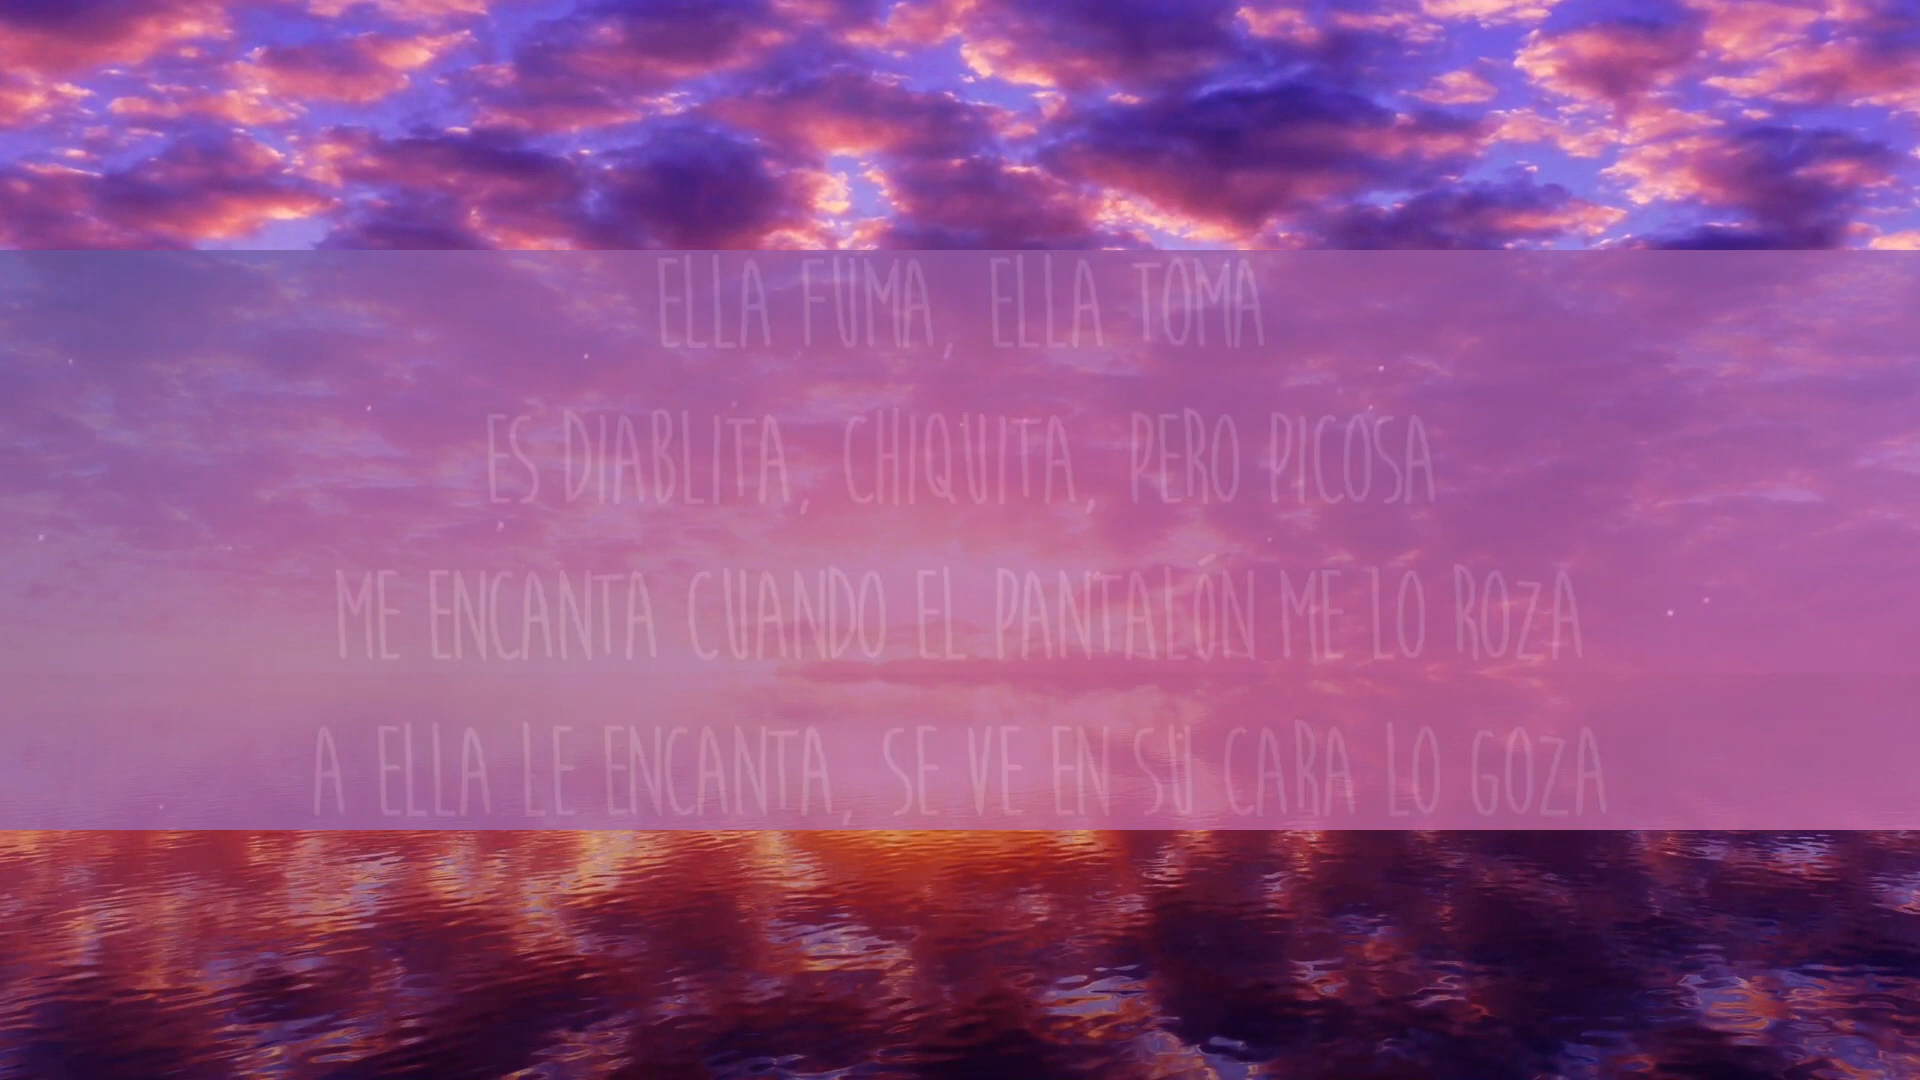 ELLA FUMA, ELLA TOMA
ES DIABLITA, CHIQUITA, PERO PICOSA
ME ENCANTA CUANDO EL PANTALÓN ME LO ROZA
A ELLA LE ENCANTA, SE VE EN SU CARA LO GOZA